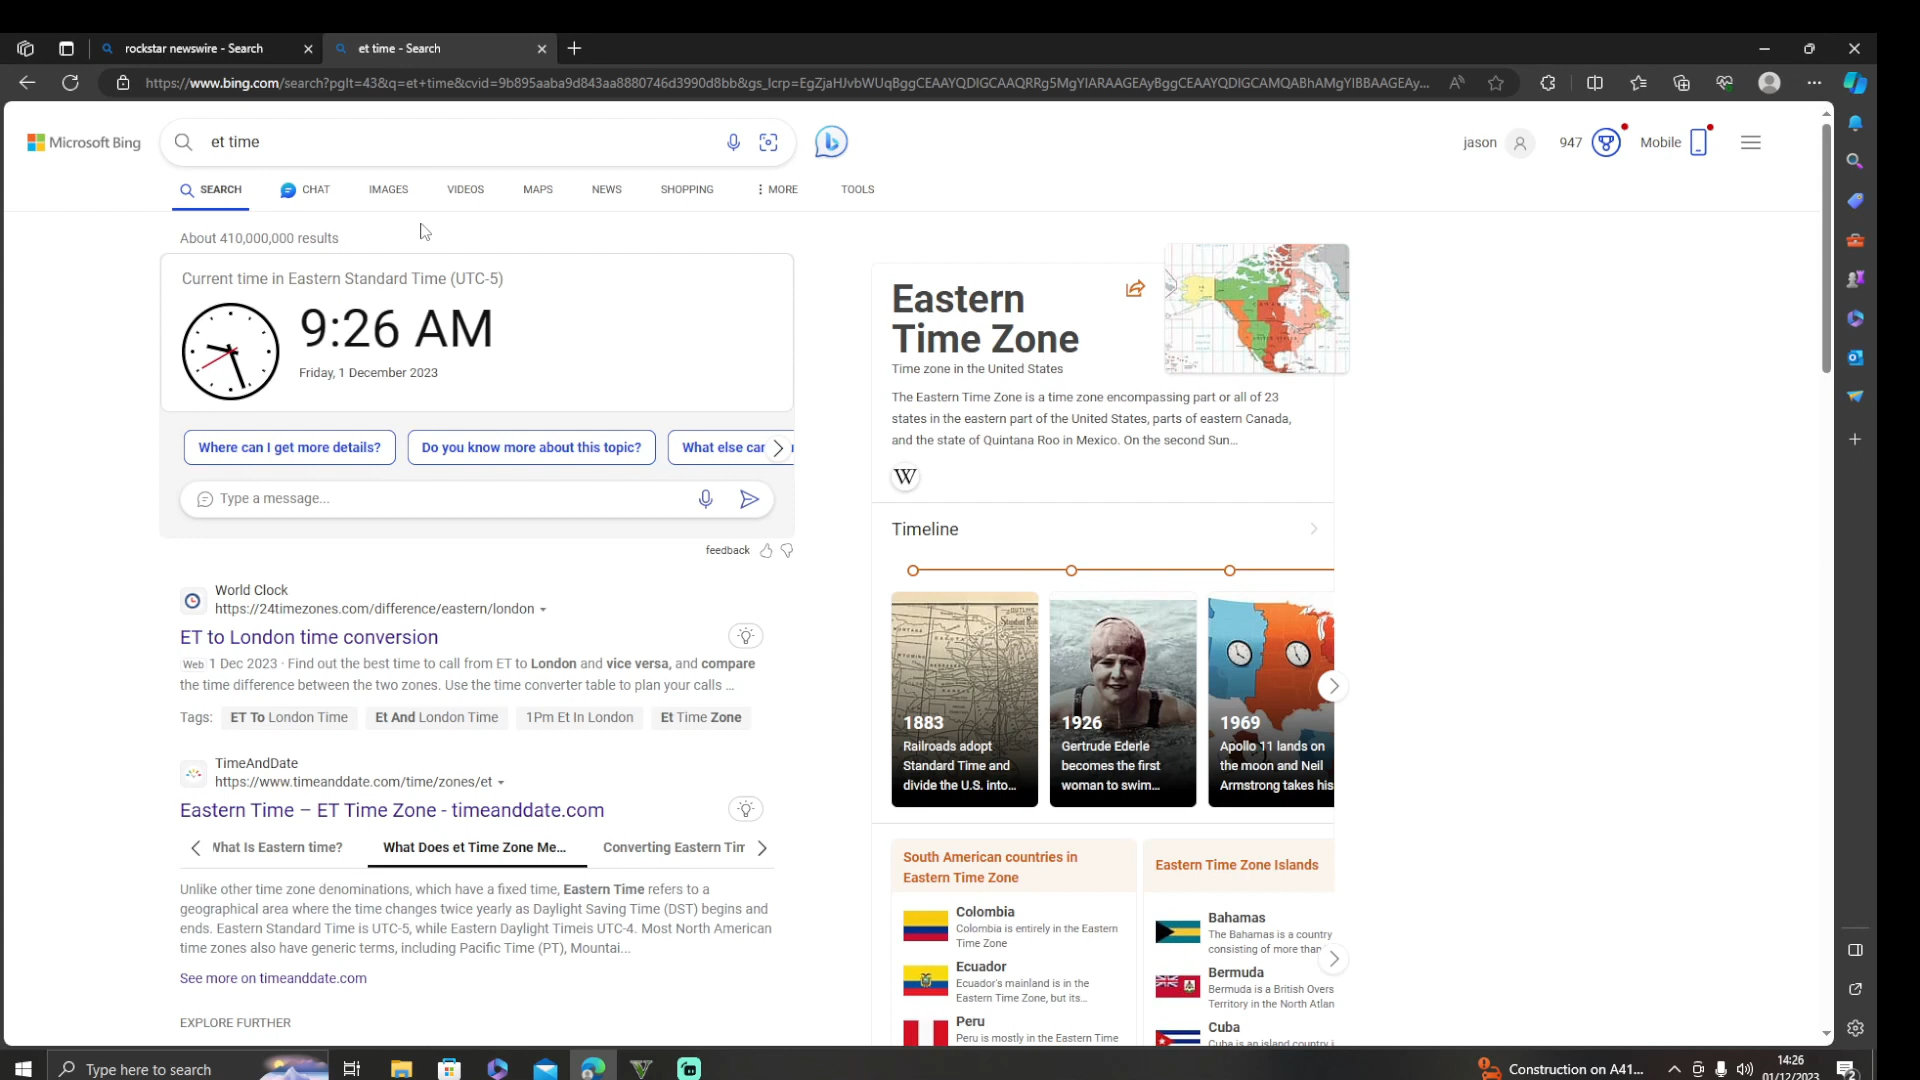 rockstar newswire - Search
et time - Search
https://www.bing.com/search?pglt=43&q=et+time&cvid=9b895aaba9d843aa8880746d3990d8bb&gs_lcrp=EgZjaHJvbWUqBggCEAAYQDIGCAAQRRg5MgYIARAAGEAyBggCEAAYQDIGCAMQABhAMgYIBBAAGEAy...
Microsoft Bing
et time
jason
947
Mobile
SEARCH
CHAT
IMAGES
VIDEOS
MAPS
NEWS
SHOPPING
MORE
TOOLS
About 410,000,000 results
Current time in Eastern Standard Time (UTC-5)
9:26 AM
Friday, 1 December 2023
Where can I get more details?
Do you know more about this topic?
What else can
Type a message...
feedback
World Clock
https://24timezones.com/difference/eastern/london
ET to London time conversion
Web 1 Dec 2023 · Find out the best time to call from ET to London and vice versa, and compare
the time difference between the two zones. Use the time converter table to plan your calls ...
Tags:
ET To London Time
Et And London Time
1Pm Et In London
Et Time Zone
TimeAndDate
https://www.timeanddate.com/time/zones/et
Eastern Time – ET Time Zone - timeanddate.com
What Is Eastern time?
What Does et Time Zone Me...
Converting Eastern Tim
Unlike other time zone denominations, which have a fixed time, Eastern Time refers to a
geographical area where the time changes twice yearly as Daylight Saving Time (DST) begins and
ends. Eastern Standard Time is UTC-5, while Eastern Daylight Timeis UTC-4. Most North American
time zones also have generic terms, including Pacific Time (PT), Mountai...
See more on timeanddate.com
EXPLORE FURTHER
Eastern
Time Zone
Time zone in the United States
The Eastern Time Zone is a time zone encompassing part or all of 23
states in the eastern part of the United States, parts of eastern Canada,
and the state of Quintana Roo in Mexico. On the second Sun...
W
Timeline
1883
Railroads adopt
Standard Time and
divide the U.S. into...
1926
Gertrude Ederle
becomes the first
woman to swim...
1969
Apollo 11 lands on
the moon and Neil
Armstrong takes his
South American countries in
Eastern Time Zone
Colombia
Colombia is entirely in the Eastern
Time Zone
Ecuador
Ecuador's mainland is in the
Eastern Time Zone, but its...
Peru
Peru is mostly in the Eastern Time
Eastern Time Zone Islands
Bahamas
The Bahamas is a country
consisting of more than
Bermuda
Bermuda is a British Overs
Territory in the North Atlan
Cuba
Cuba is an island country i
Type here to search
Construction on A41...
14:26
01/12/2023
2